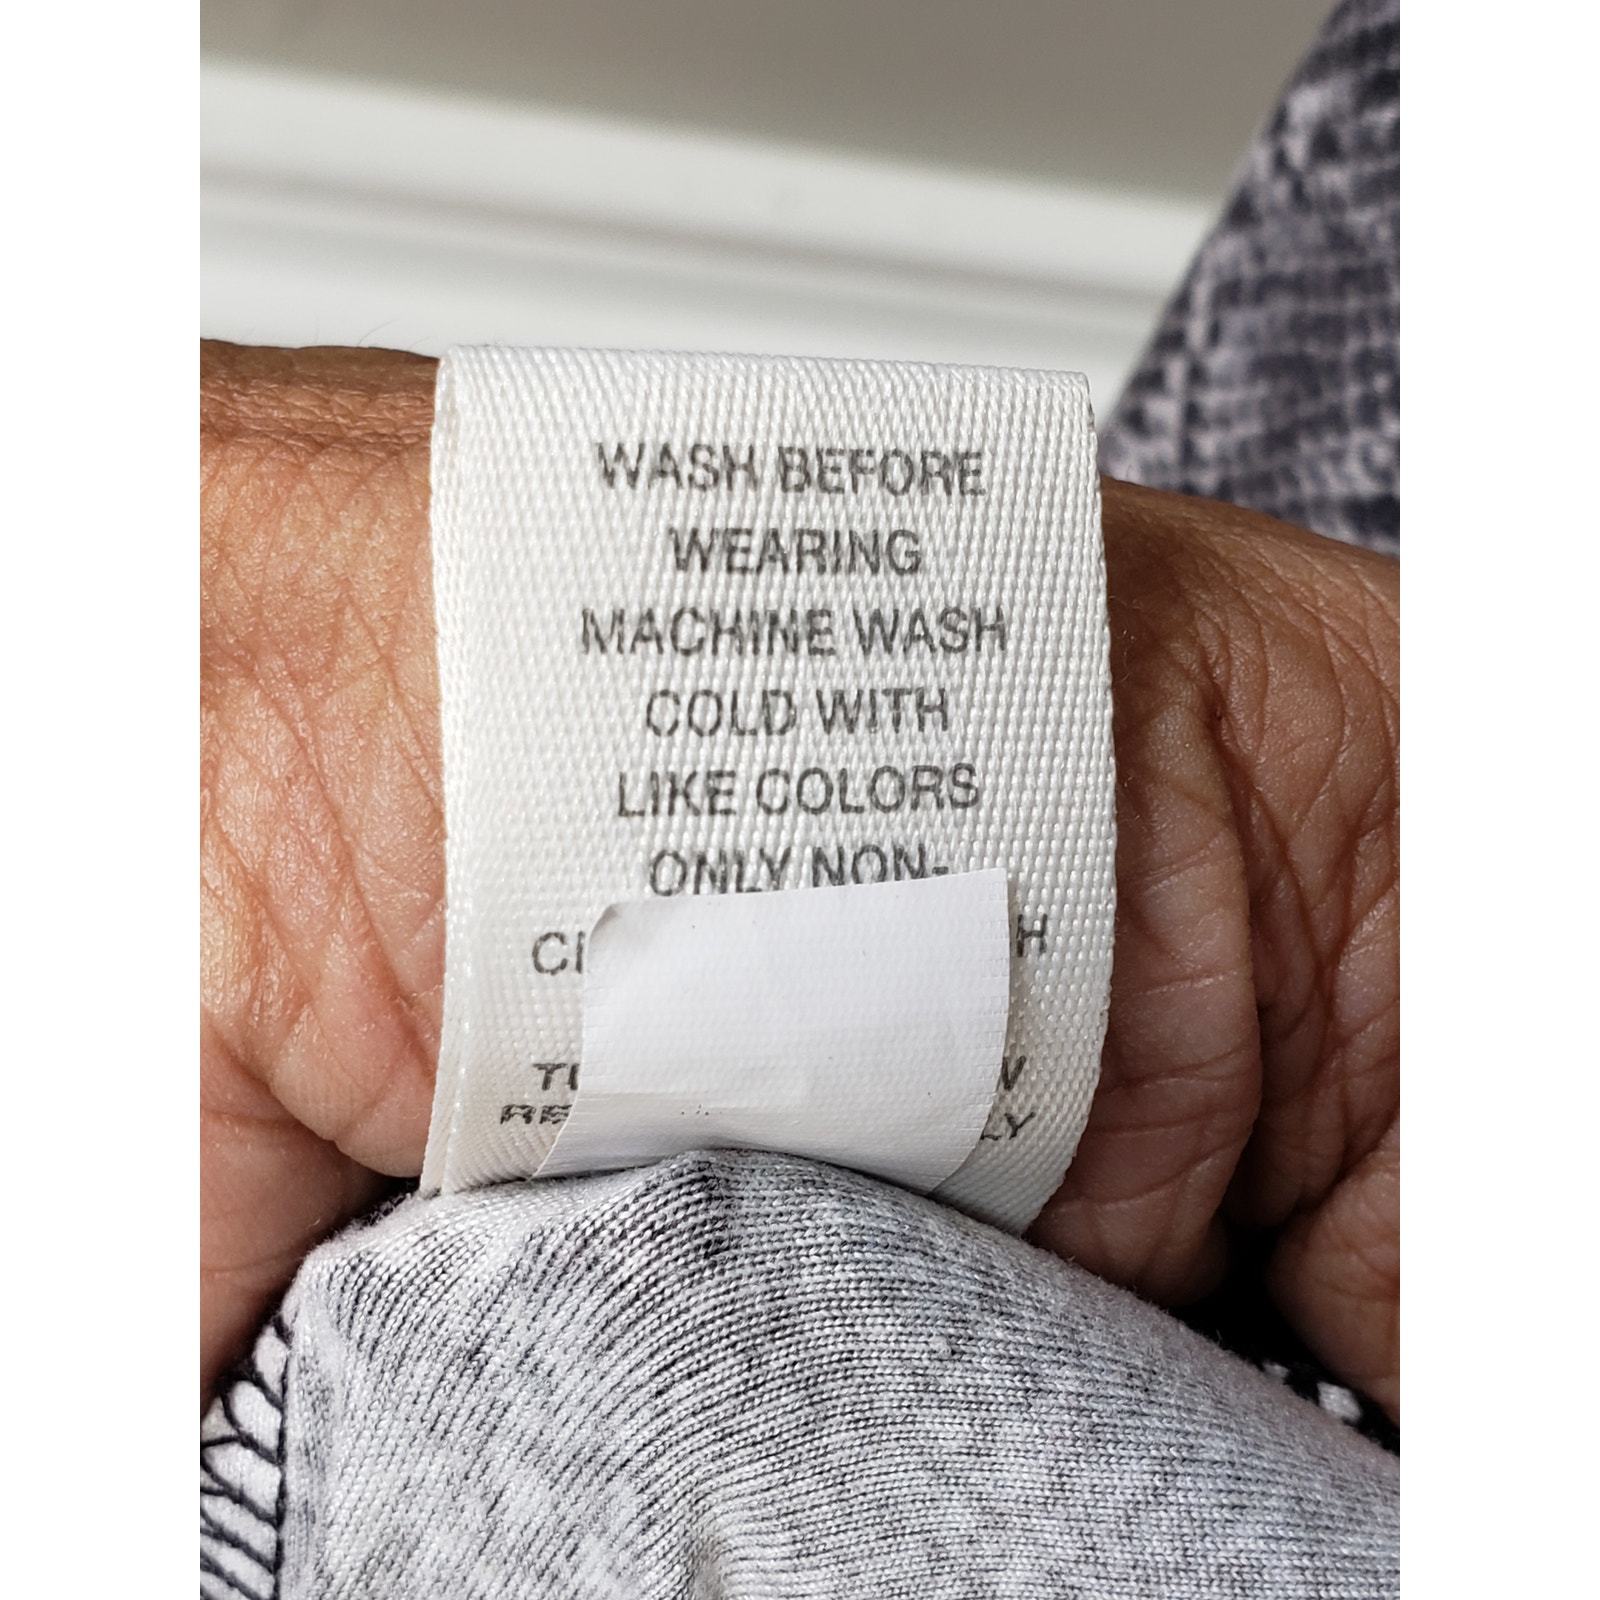 WASH BEFORE
WEARING
MACHINE WASH
COLD WITH
LIKE COLORS
ONLY NON-